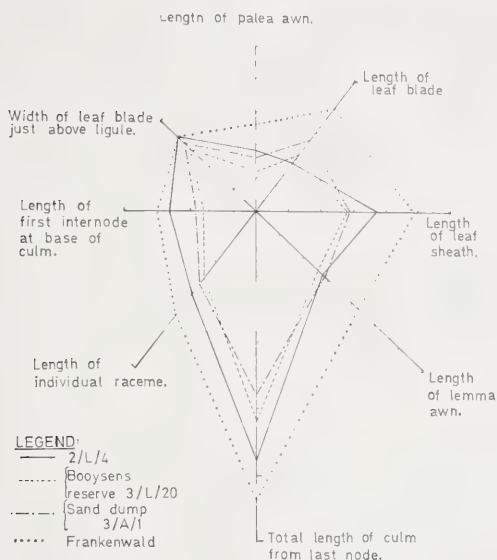 Length of palea awn.
Length of
leaf blade
Width of leaf blade
just above ligule.
Length of
first internode
at base of
culm.
Length
of leaf
sheath.
Length of
individual raceme.
Length
of lemma
awn.
LEGEND:
2/L/4
Booysens
reserve 3/L/20
Sand dump
3/A/1
Frankenwald
Total length of culm
from last node.